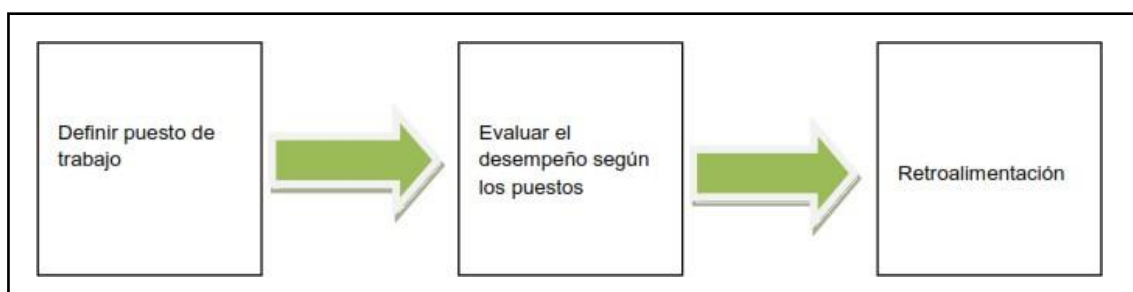 Definir puesto de
trabajo
Evaluar el
desempeño según
los puestos
Retroalimentación